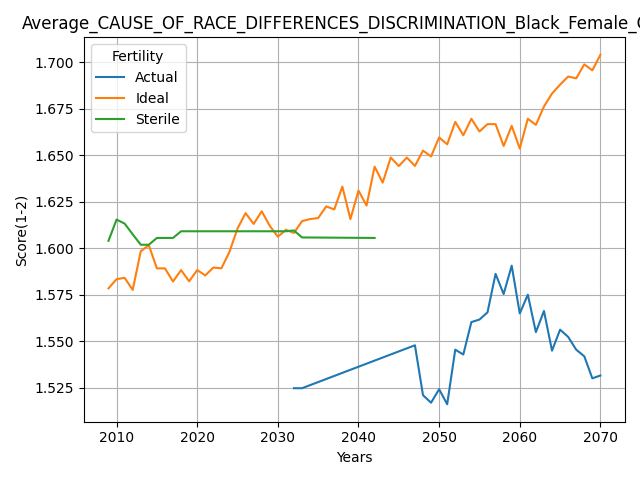 Average_CAUSE_OF_RACE_DIFFERENCES_DISCRIMINATION_Black_Female_
Fertility
Actual
Ideal
Sterile
1.700
1.675
1.650
1.625
1.600
1.575
1.550
1.525
Score(1-2)
2010 2020 2030 2040 2050 2060 2070
Years